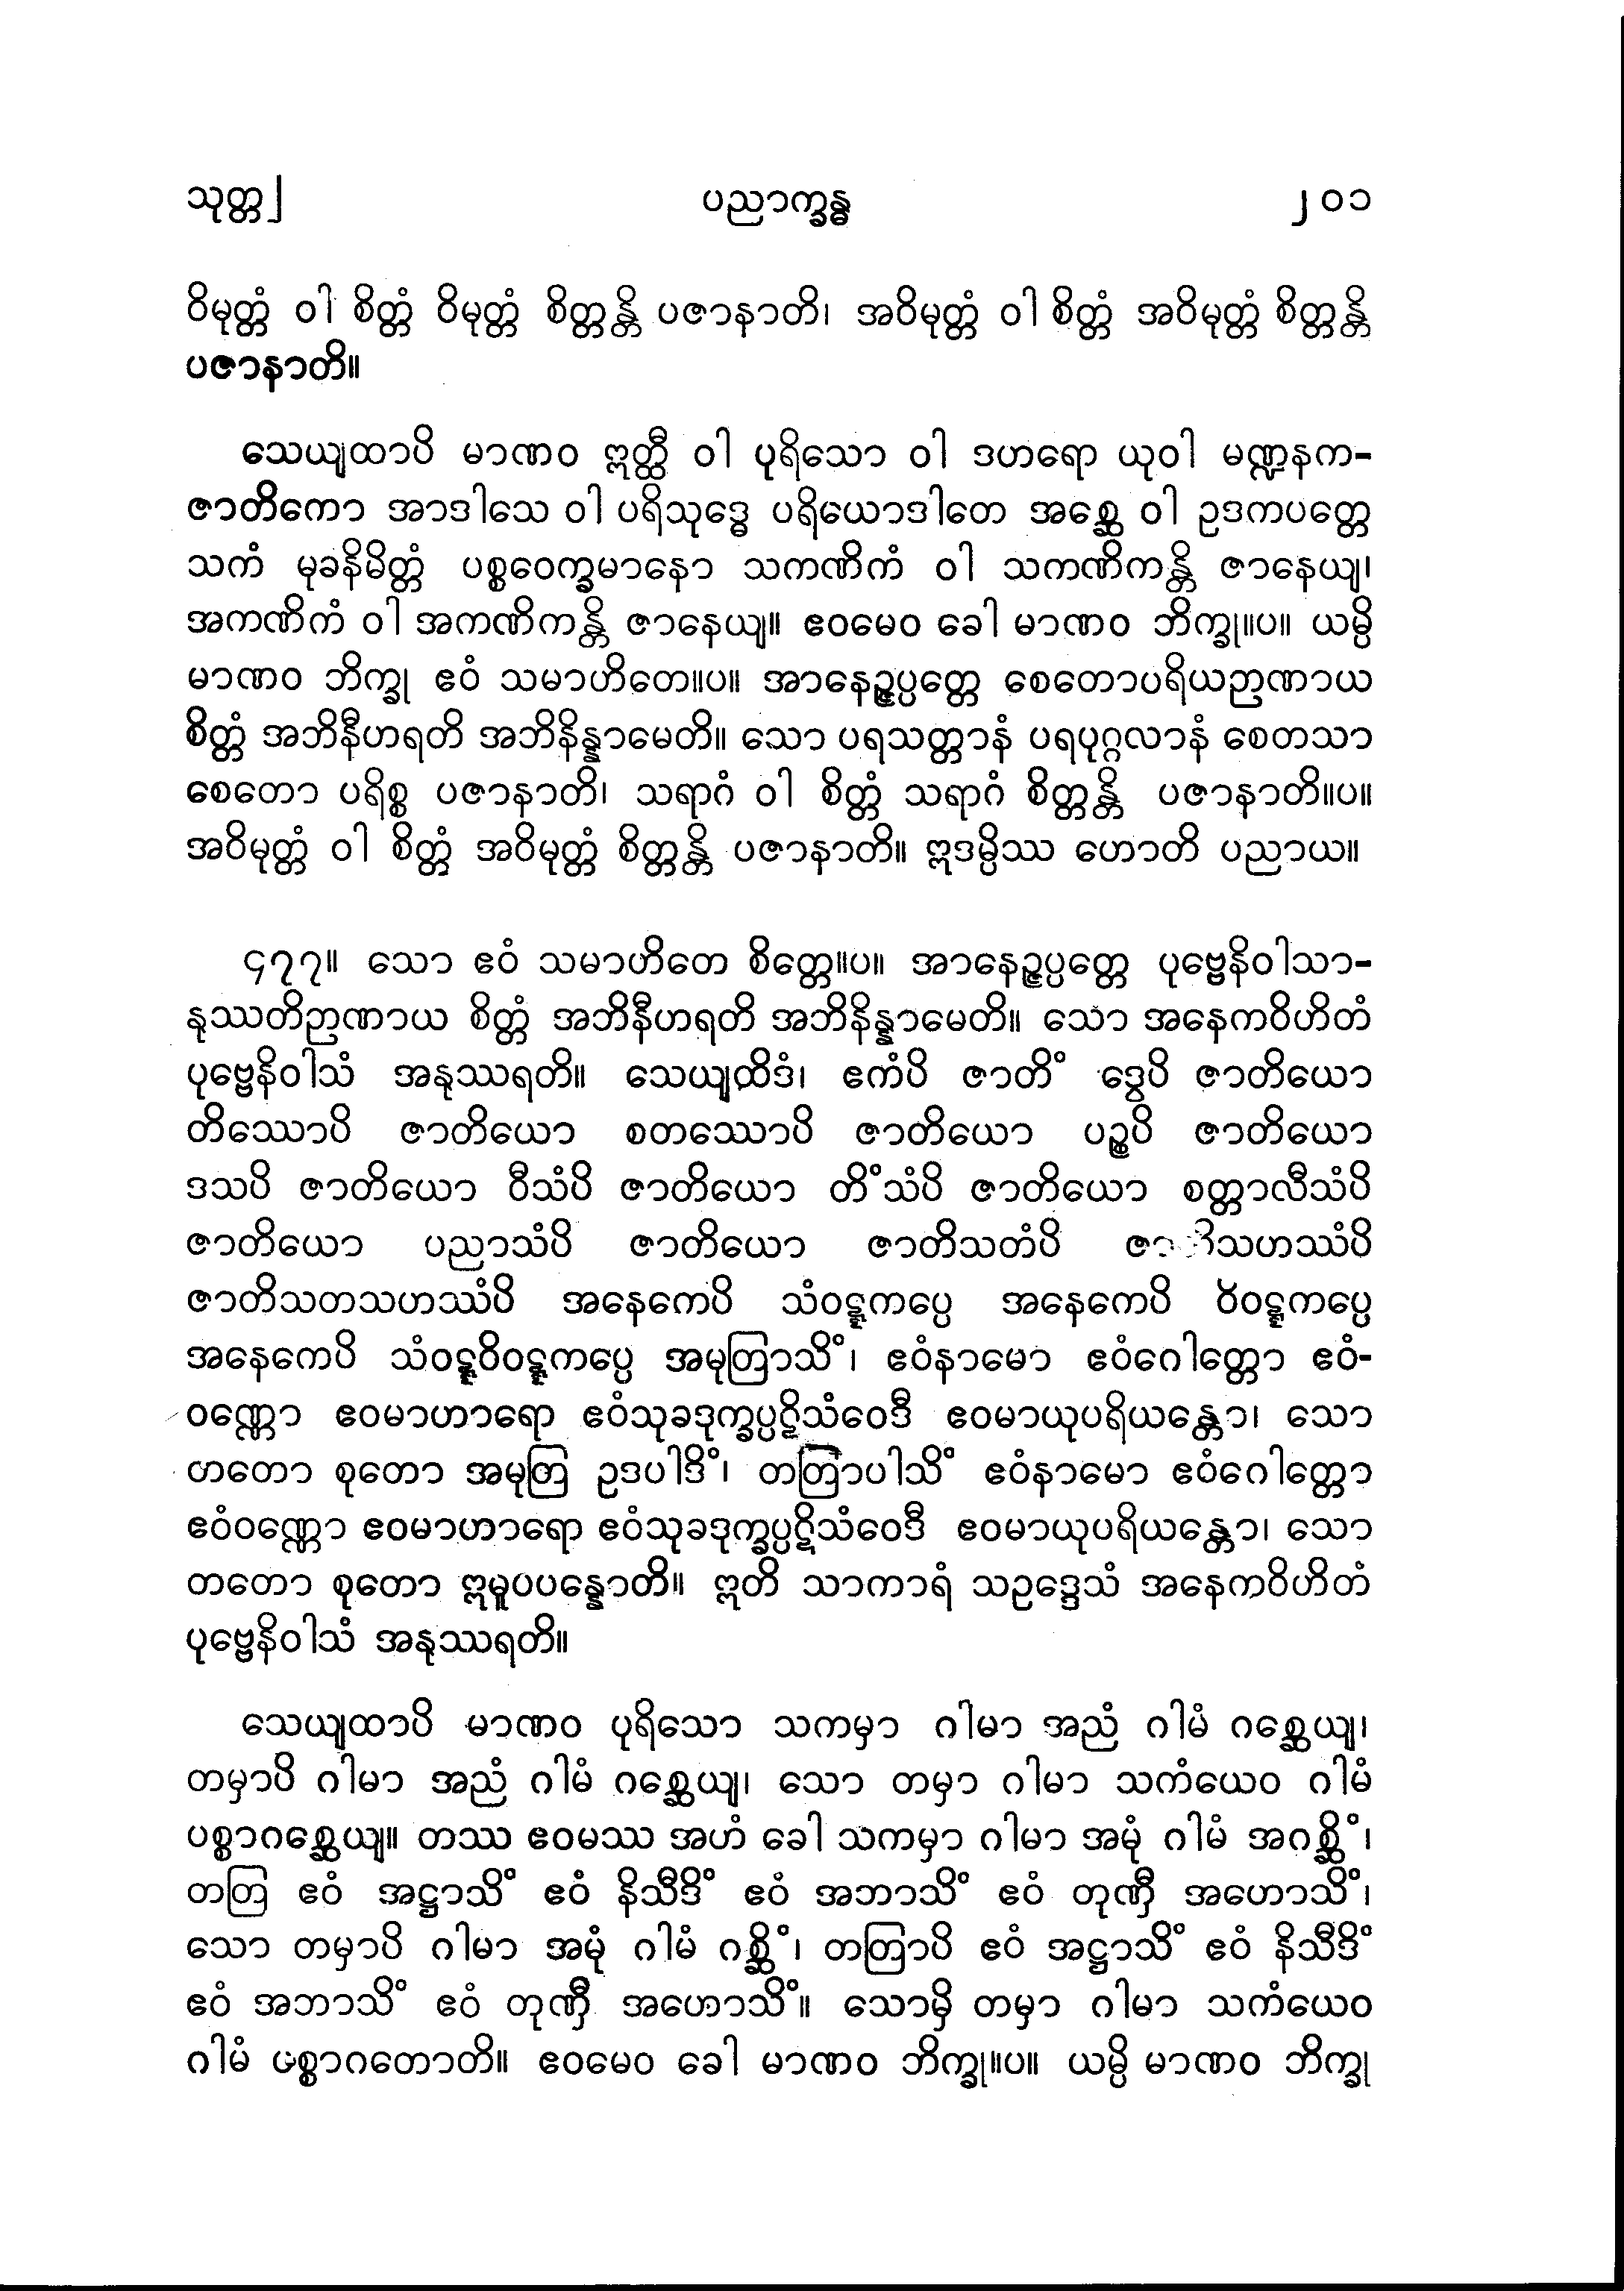 သုတ္တ] ပညာက္ခန္ဓ ၂၀၁
ဝိမုတ္တံ ဝါ စိတ္တံ ဝိမုတ္တံ စိတ္တန္တိ ပဇာနာတိ၊ အဝိမုတ္တံ ဝါ စိတ္တံ အဝိမုတ္တံ စိတ္တန္တိ
ပဇာနာတိ။
သေယျထာပိ မာဏဝ ဣတ္ထီ ဝါ ပုရိသော ဝါ ဒဟရော ယုဝါ မဏ္ဍနက-
ဇာတိကော အာဒါသေ ဝါ ပရိသုဒ္ဓေ ပရိယောဒါတေ အစ္ဆေ ဝါ ဥဒကပတ္တေ
သကံ မုခနိမိတ္တံ ပစ္စဝေက္ခမာနော သကဏိကံ ဝါ သကဏိကန္တိ ဇာနေယျ၊
အကဏိကံ ဝါ အကဏိကန္တိ ဇာနေယျ။ ဧဝမေဝ ခေါ မာဏဝ ဘိက္ခု။ပ။ ယမ္ပိ
မာဏဝ ဘိက္ခု ဧဝံ သမာဟိတေ။ပ။ အာနေဉ္ဇပ္ပတ္တေ စေတောပရိယဉာဏာယ
စိတ္တံ အဘိနီဟရတိ အဘိနိန္နာမေတိ။ သော ပရသတ္တာနံ ပရပုဂ္ဂလာနံ စေတသာ
စေတော ပရိစ္စ ပဇာနာတိ၊ သရာဂံ ဝါ စိတ္တံ သရာဂံ စိတ္တန္တိ ပဇာနာတိ။ပ။
အဝိမုတ္တံ ဝါ စိတ္တံ အဝိမုတ္တံ စိတ္တန္တိ ပဇာနာတိ။ ဣဒမ္ပိဿ ဟောတိ ပညာယ။
၄၇၇။ သော ဧဝံ သမာဟိတေ စိတ္တေ။ပ။ အာနေဉ္ဇပ္ပတ္တေ ပုဗ္ဗေနိဝါသာ-
နုဿတိဉာဏာယ စိတ္တံ အဘိနီဟရတိ အဘိနိန္နာမေတိ။ သော အနေကဝိဟိတံ
ပုဗ္ဗေနိဝါသံ အနုဿရတိ။ သေယျထိဒံ၊ ဧကံပိ ဇာတိံ ဒွေပိ ဇာတိယော
တိဿောပိ ဇာတိယော စတဿောပိ ဇာတိယော ပဉ္စပိ ဇာတိယော
ဒသပိ ဇာတိယော ဝီသံပိ ဇာတိယော တိံသံပိ ဇာတိယော စတ္တာလီသံပိ
ဇာတိယော ပညာသံပိ ဇာတိယော ဇာတိသတံပိ ဇာတိသဟဿံပိ
ဇာတိသတသဟဿံပိ အနေကေပိ သံဝဋ္ဋကပ္ပေ အနေကေပိ ဝိဝဋ္ဋကပ္ပေ
အနေကေပိ သံဝဋ္ဋဝိဝဋ္ဋကပ္ပေ အမုတြာသိံ၊ ဧဝံနာမော ဧဝံဂေါတ္တော ဧဝံ-
ဝဏ္ဏော ဧဝမာဟာရော ဧဝံသုခဒုက္ခပ္ပဋိသံဝေဒီ ဧဝမာယုပရိယန္တော၊ သော
တတော စုတော အမုတြ ဥဒပါဒိံ၊ တတြာပါသိံ ဧဝံနာမော ဧဝံဂေါတ္တော
ဧဝံဝဏ္ဏော ဧဝမာဟာရော ဧဝံသုခဒုက္ခပ္ပဋိသံဝေဒီ ဧဝမာယုပရိယန္တော၊ သော
တတော စုတော ဣဓူပပန္နောတိ။ ဣတိ သာကာရံ သဥဒ္ဒေသံ အနေကဝိဟိတံ
ပုဗ္ဗေနိဝါသံ အနုဿရတိ။
သေယျထာပိ မာဏဝ ပုရိသော သကမှာ ဂါမာ အညံ ဂါမံ ဂစ္ဆေယျ၊
တမှာပိ ဂါမာ အညံ ဂါမံ ဂစ္ဆေယျ၊ သော တမှာ ဂါမာ သကံယေဝ ဂါမံ
ပစ္စာဂစ္ဆေယျ။ တဿ ဧဝမဿ အဟံ ခေါ သကမှာ ဂါမာ အမုံ ဂါမံ အဂစ္ဆိံ၊
တတြ ဧဝံ အဋ္ဌာသိံ ဧဝံ နိသီဒိံ ဧဝံ အဘာသိံ ဧဝံ တုဏှီ အဟောသိံ၊
သော တမှာပိ ဂါမာ အမုံ ဂါမံ ဂစ္ဆိံ၊ တတြာပိ ဧဝံ အဋ္ဌာသိံ ဧဝံ နိသီဒိံ
ဧဝံ အဘာသိံ ဧဝံ တုဏှီ အဟောသိံ။ သောမှိ တမှာ ဂါမာ သကံယေဝ
ဂါမံ ပစ္စာဂတောတိ။ ဧဝမေဝ ခေါ မာဏဝ ဘိက္ခု။ပ။ ယမ္ပိ မာဏဝ ဘိက္ခု